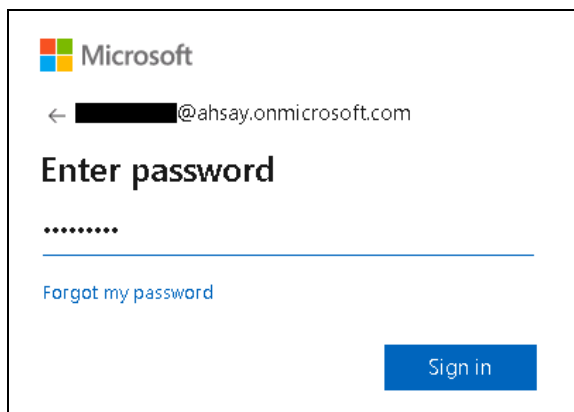 Microsoft
← @ahsay.onmicrosoft.com
Enter password
•••••••••
Forgot my password
Sign in